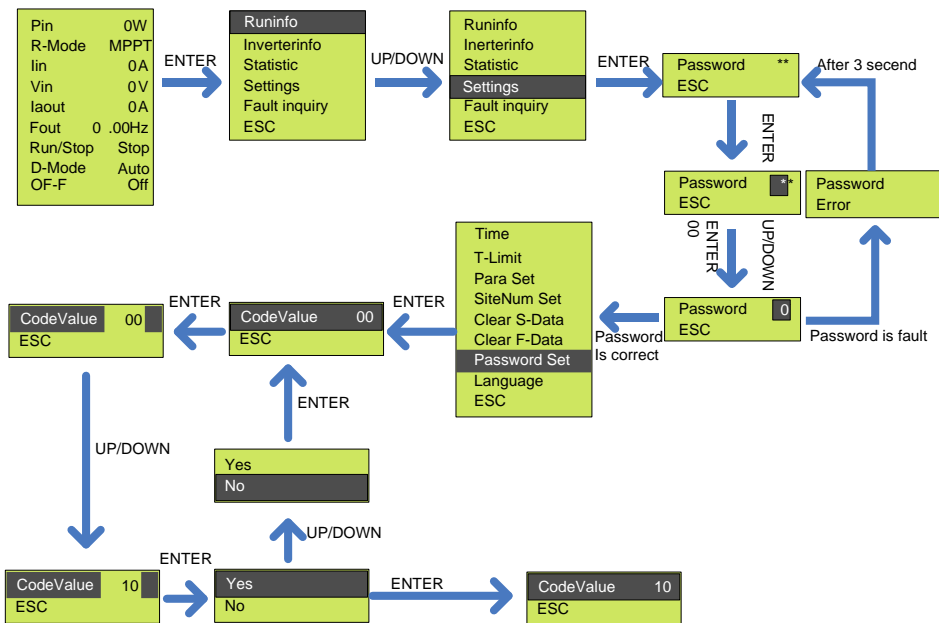 Pin 0W
R-Mode MPPT
Iin 0A
Vin 0V
Iaout 0A
Fout 0 .00Hz
Run/Stop Stop
D-Mode Auto
OF-F Off
ENTER
Runinfo
Inverterinfo
Statistic
Settings
Fault inquiry
ESC
UP/DOWN
Runinfo
Inerterinfo
Statistic
Settings
Fault inquiry
ESC
ENTER
Password **
ESC
After 3 secend
ENTER
Password **
ESC
Password
Error
UP/DOWN
ENTER
00
Password 0
ESC
Password is fault
Password
Is correct
Time
T-Limit
Para Set
SiteNum Set
Clear S-Data
Clear F-Data
Password Set
Language
ESC
ENTER
CodeValue 00
ESC
ENTER
CodeValue 00
ESC
UP/DOWN
ENTER
Yes
No
UP/DOWN
CodeValue 10
ESC
ENTER
Yes
No
ENTER
CodeValue 10
ESC